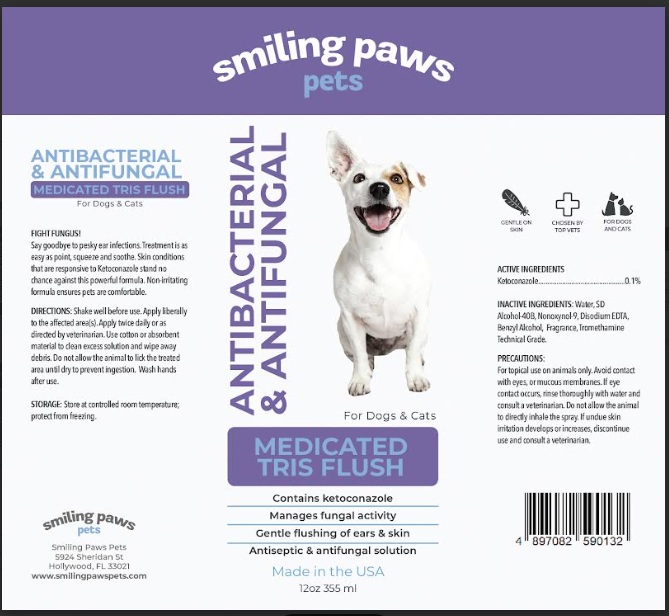 smiling paws
pets
ANTIBACTERIAL
& ANTIFUNGAL
MEDICATED TRIS FLUSH
For Dogs & Cats
FIGHT FUNGUS!
Say goodbye to pesky ear infections. Treatment is as
easy as point, squeeze and soothe. Skin conditions
that are responsive to Ketoconazole stand no
chance against this powerful formula. Non-irritating
formula ensures pets are comfortable.
DIRECTIONS: Shake well before use. Apply liberally
to the affected area(s). Apply twice daily or as
directed by veterinarian. Use cotton or absorbent
material to clean excess solution and wipe away
debris. Do not allow the animal to lick the treated
area until dry to prevent ingestion. Wash hands
after use.
STORAGE: Store at controlled room temperature;
protect from freezing.
smiling paws
pets
Smiling Paws Pets
5924 Sheridan St
Hollywood, FL 33021
www.smilingpawspets.com
ANTIBACTERIAL
& ANTIFUNGAL
For Dogs & Cats
MEDICATED
TRIS FLUSH
Contains ketoconazole
Manages fungal activity
Gentle flushing of ears & skin
Antiseptic & antifungal solution
Made in the USA
12oz 355 ml
GENTLE ON
SKIN
CHOSEN BY
TOP VETS
FOR DOGS
AND CATS
ACTIVE INGREDIENTS
Ketoconazole.......................................0.1%
INACTIVE INGREDIENTS: Water, SD
Alcohol-40B, Nonoxynol-9, Disodium EDTA,
Benzyl Alcohol, Fragrance, Tromethamine
Technical Grade.
PRECAUTIONS:
For topical use on animals only. Avoid contact
with eyes, or mucous membranes. If eye
contact occurs, rinse thoroughly with water and
consult a veterinarian. Do not allow the animal
to directly inhale the spray. If undue skin
irritation develops or increases, discontinue
use and consult a veterinarian.
4 897082 590132